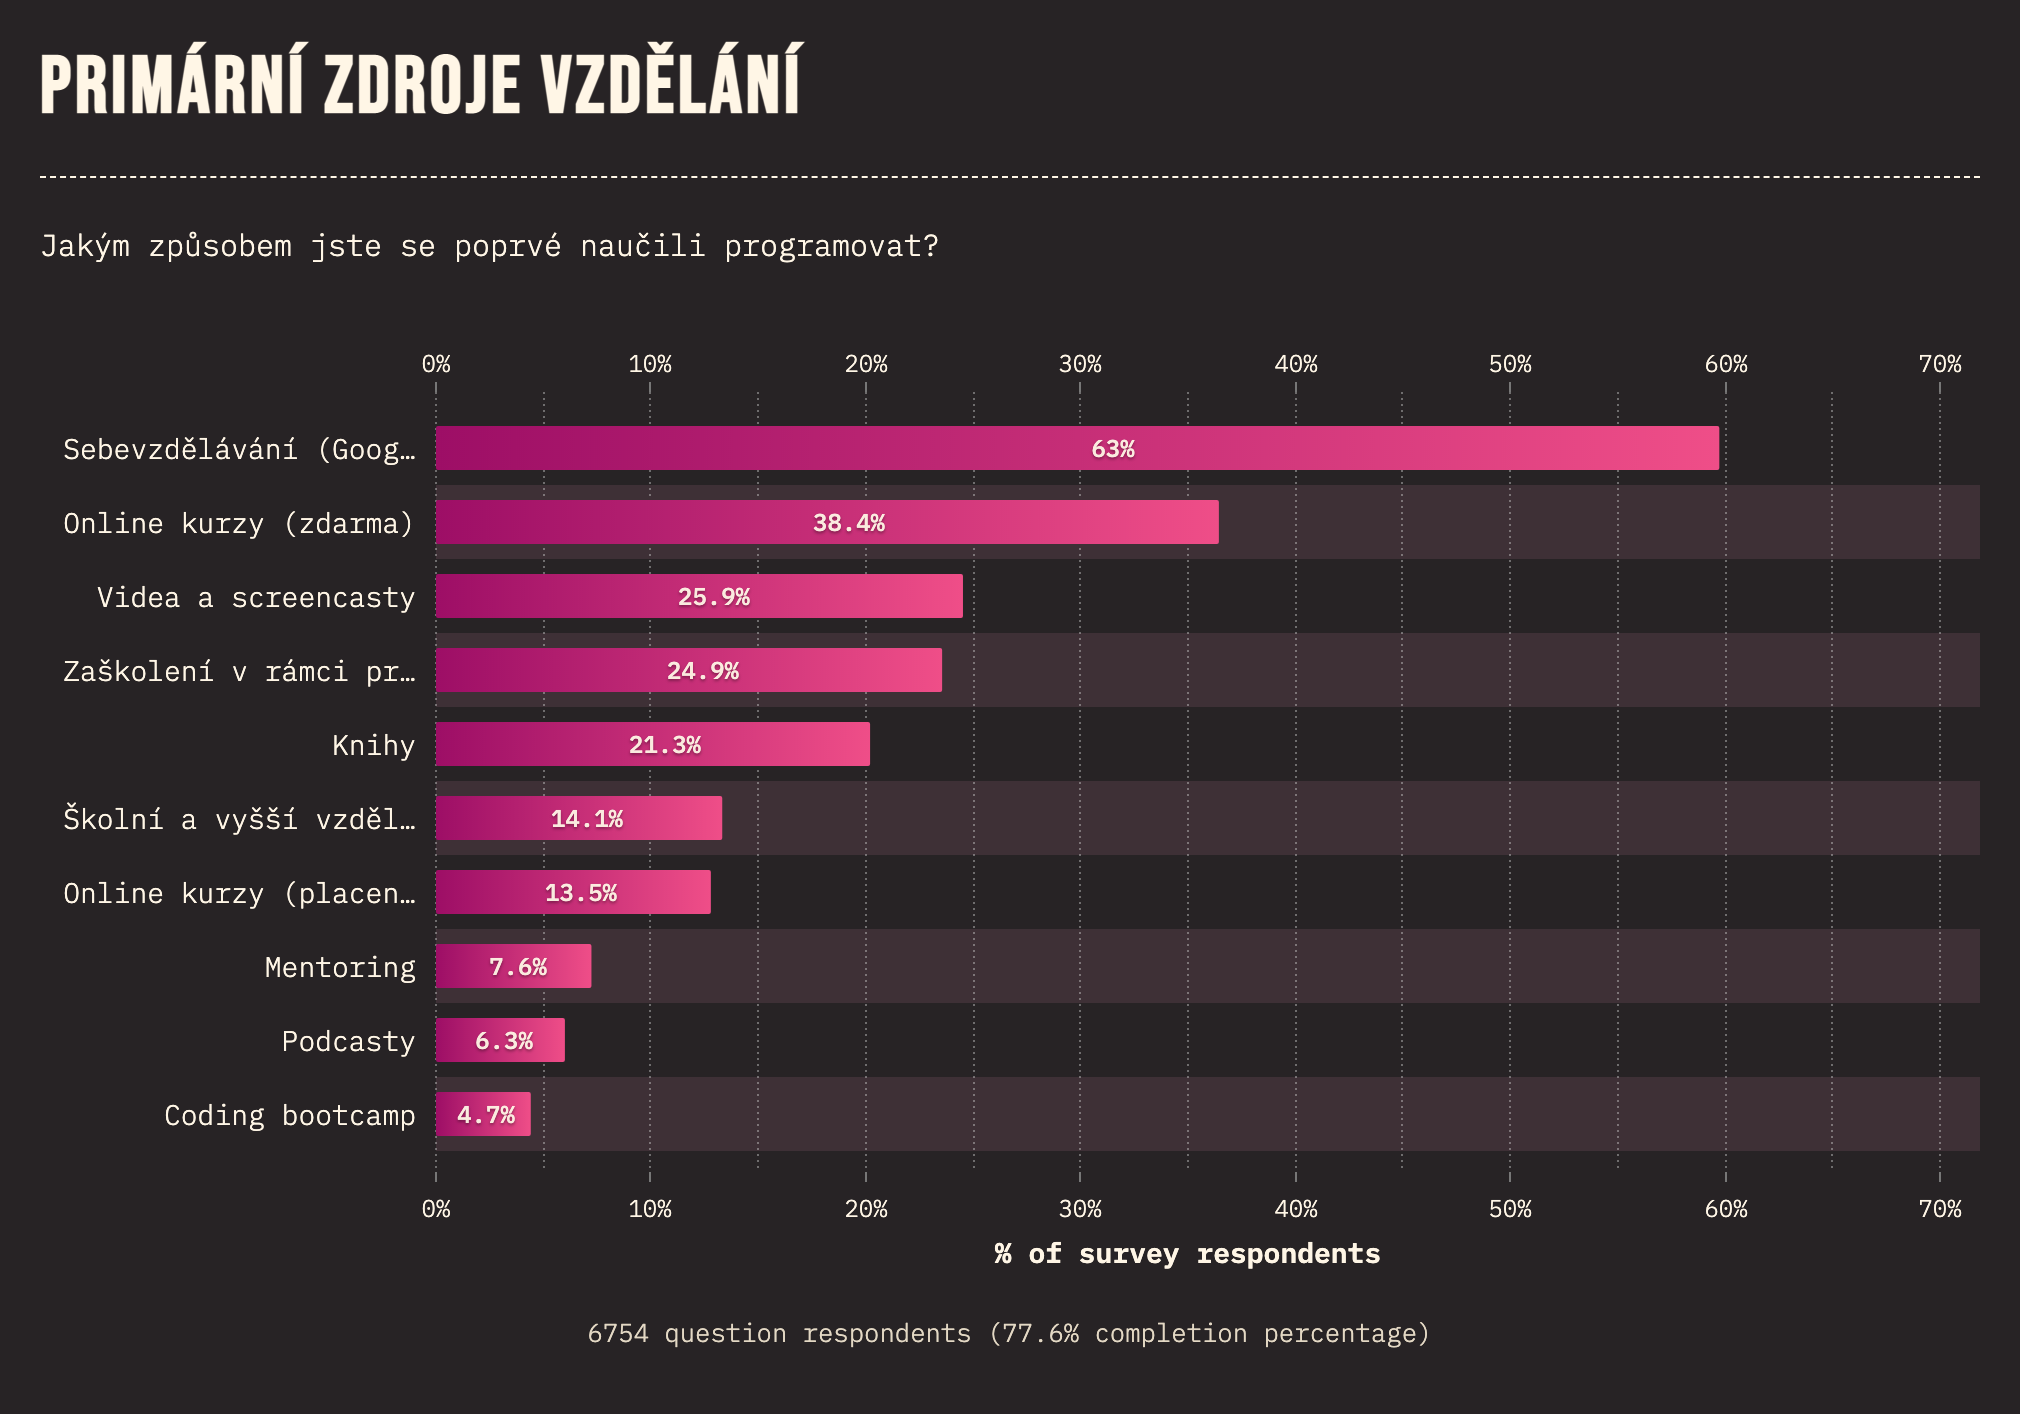 PRIMÁRNÍ ZDROJE VZDĚLÁNÍ
Jakým způsobem jste se poprvé naučili programovat?
0% 10% 20% 30% 40% 50% 60% 70%
Sebevzdělávání (Goog… 63%
Online kurzy (zdarma) 38.4%
Videa a screencasty 25.9%
Zaškolení v rámci pr… 24.9%
Knihy 21.3%
Školní a vyšší vzděl… 14.1%
Online kurzy (placen… 13.5%
Mentoring 7.6%
Podcasty 6.3%
Coding bootcamp 4.7%
0% 10% 20% 30% 40% 50% 60% 70%
% of survey respondents
6754 question respondents (77.6% completion percentage)